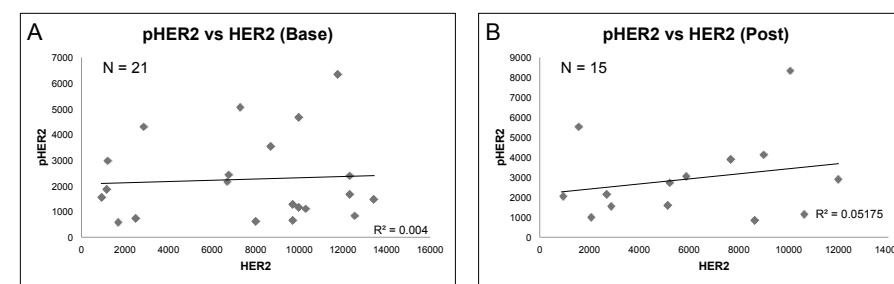 A
pHER2 vs HER2 (Base)
N = 21
pHER2
7000
6000
5000
4000
3000
2000
1000
0
0 2000 4000 6000 8000 10000 12000 14000 16000
HER2
R² = 0.004
B
pHER2 vs HER2 (Post)
N = 15
pHER2
9000
8000
7000
6000
5000
4000
3000
2000
1000
0
0 2000 4000 6000 8000 10000 12000 1400
HER2
R² = 0.05175